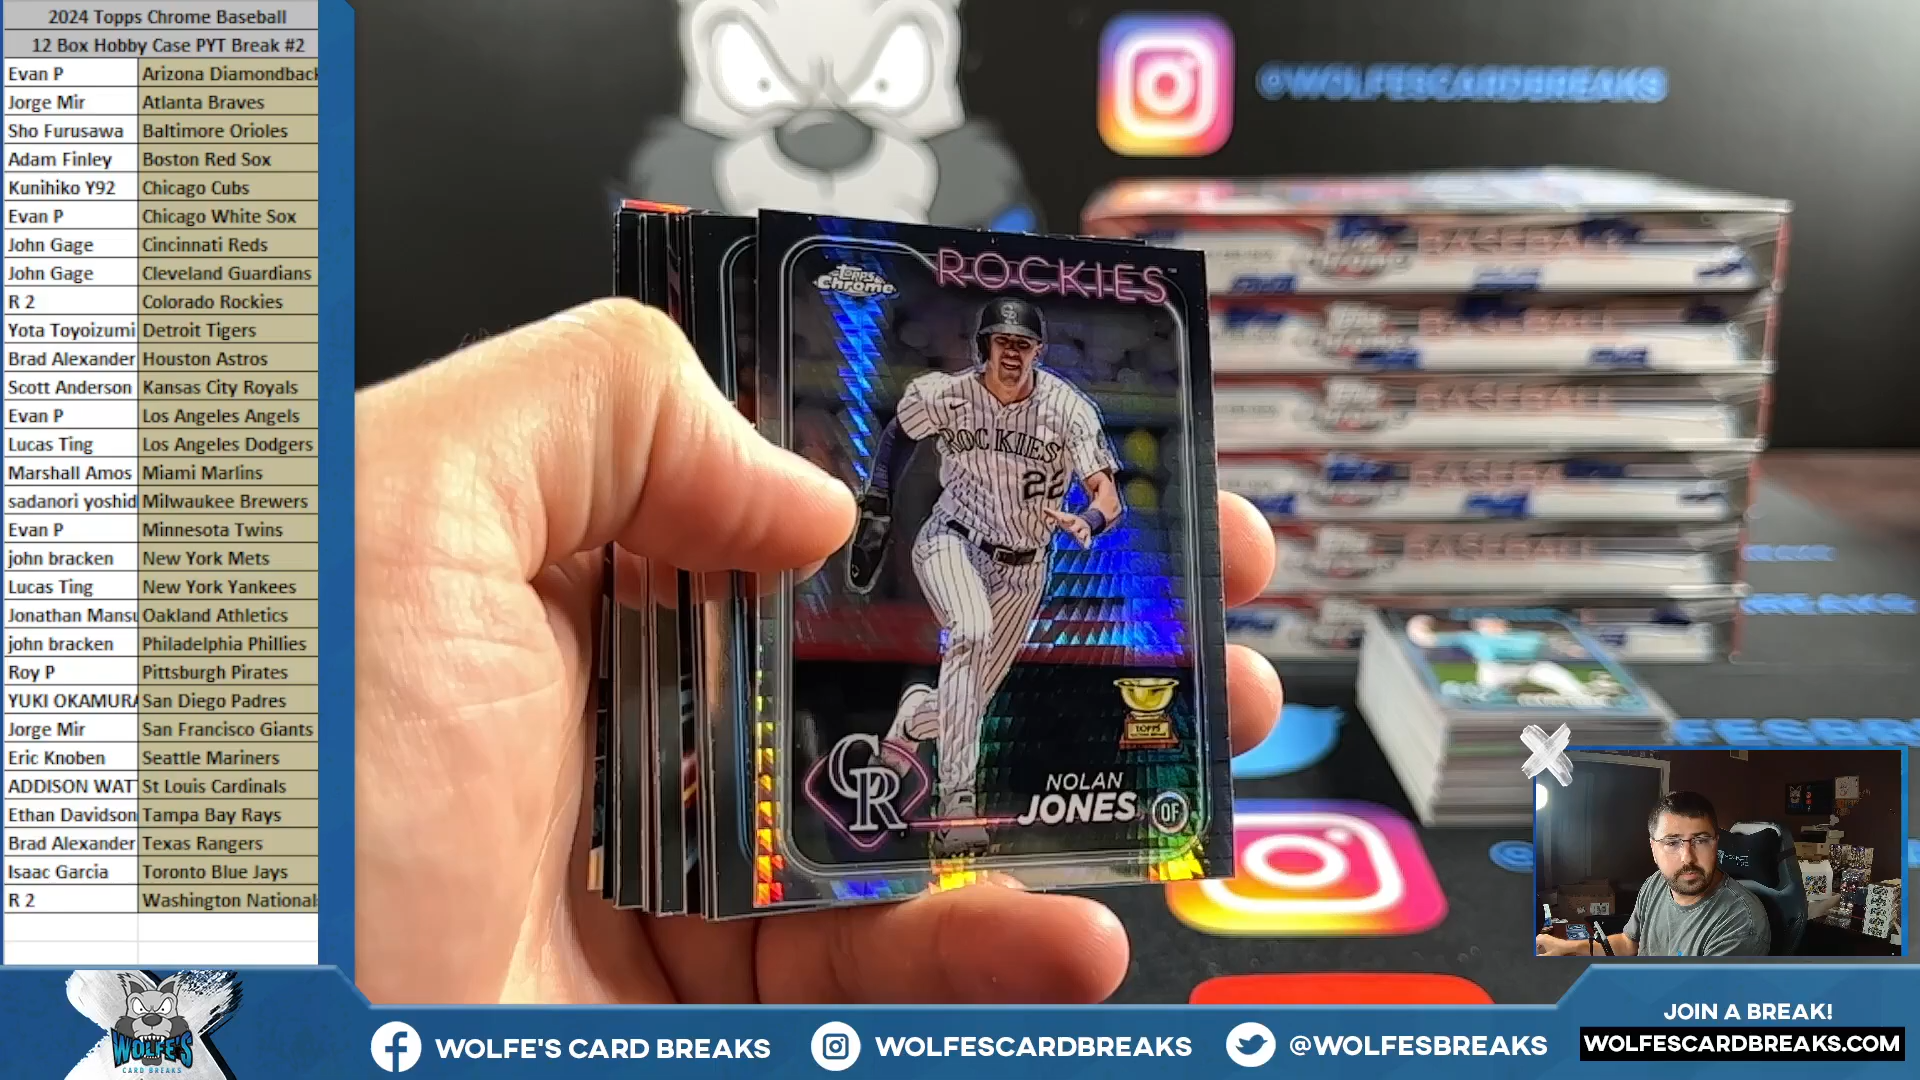 2024 Topps Chrome Baseball
12 Box Hobby Case PYT Break #2
Evan P Arizona Diamondback
Jorge Mir Atlanta Braves
Sho Furusawa Baltimore Orioles
Adam Finley Boston Red Sox
Kunihiko Y92 Chicago Cubs
Evan P Chicago White Sox
John Gage Cincinnati Reds
John Gage Cleveland Guardians
R 2 Colorado Rockies
Yota Toyoizumi Detroit Tigers
Brad Alexander Houston Astros
Scott Anderson Kansas City Royals
Evan P Los Angeles Angels
Lucas Ting Los Angeles Dodgers
Marshall Amos Miami Marlins
sadanori yoshid Milwaukee Brewers
Evan P Minnesota Twins
john bracken New York Mets
Lucas Ting New York Yankees
Jonathan Mansu Oakland Athletics
john bracken Philadelphia Phillies
Roy P Pittsburgh Pirates
YUKI OKAMURA San Diego Padres
Jorge Mir San Francisco Giants
Eric Knoben Seattle Mariners
ADDISON WAT St Louis Cardinals
Ethan Davidson Tampa Bay Rays
Brad Alexander Texas Rangers
Isaac Garcia Toronto Blue Jays
R 2 Washington National
@WOLFESCARDBREAKS
Topps Chrome
ROCKIES
ROCKIES
22
TOPPS
CR
NOLAN
JONES OF
BASEBALL
BASEBALL
BASEBALL
BASEBALL
BASEBALL
WOLFE'S
CARD BREAKS
WOLFE'S CARD BREAKS
WOLFESCARDBREAKS
@WOLFESBREAKS
JOIN A BREAK!
WOLFESCARDBREAKS.COM